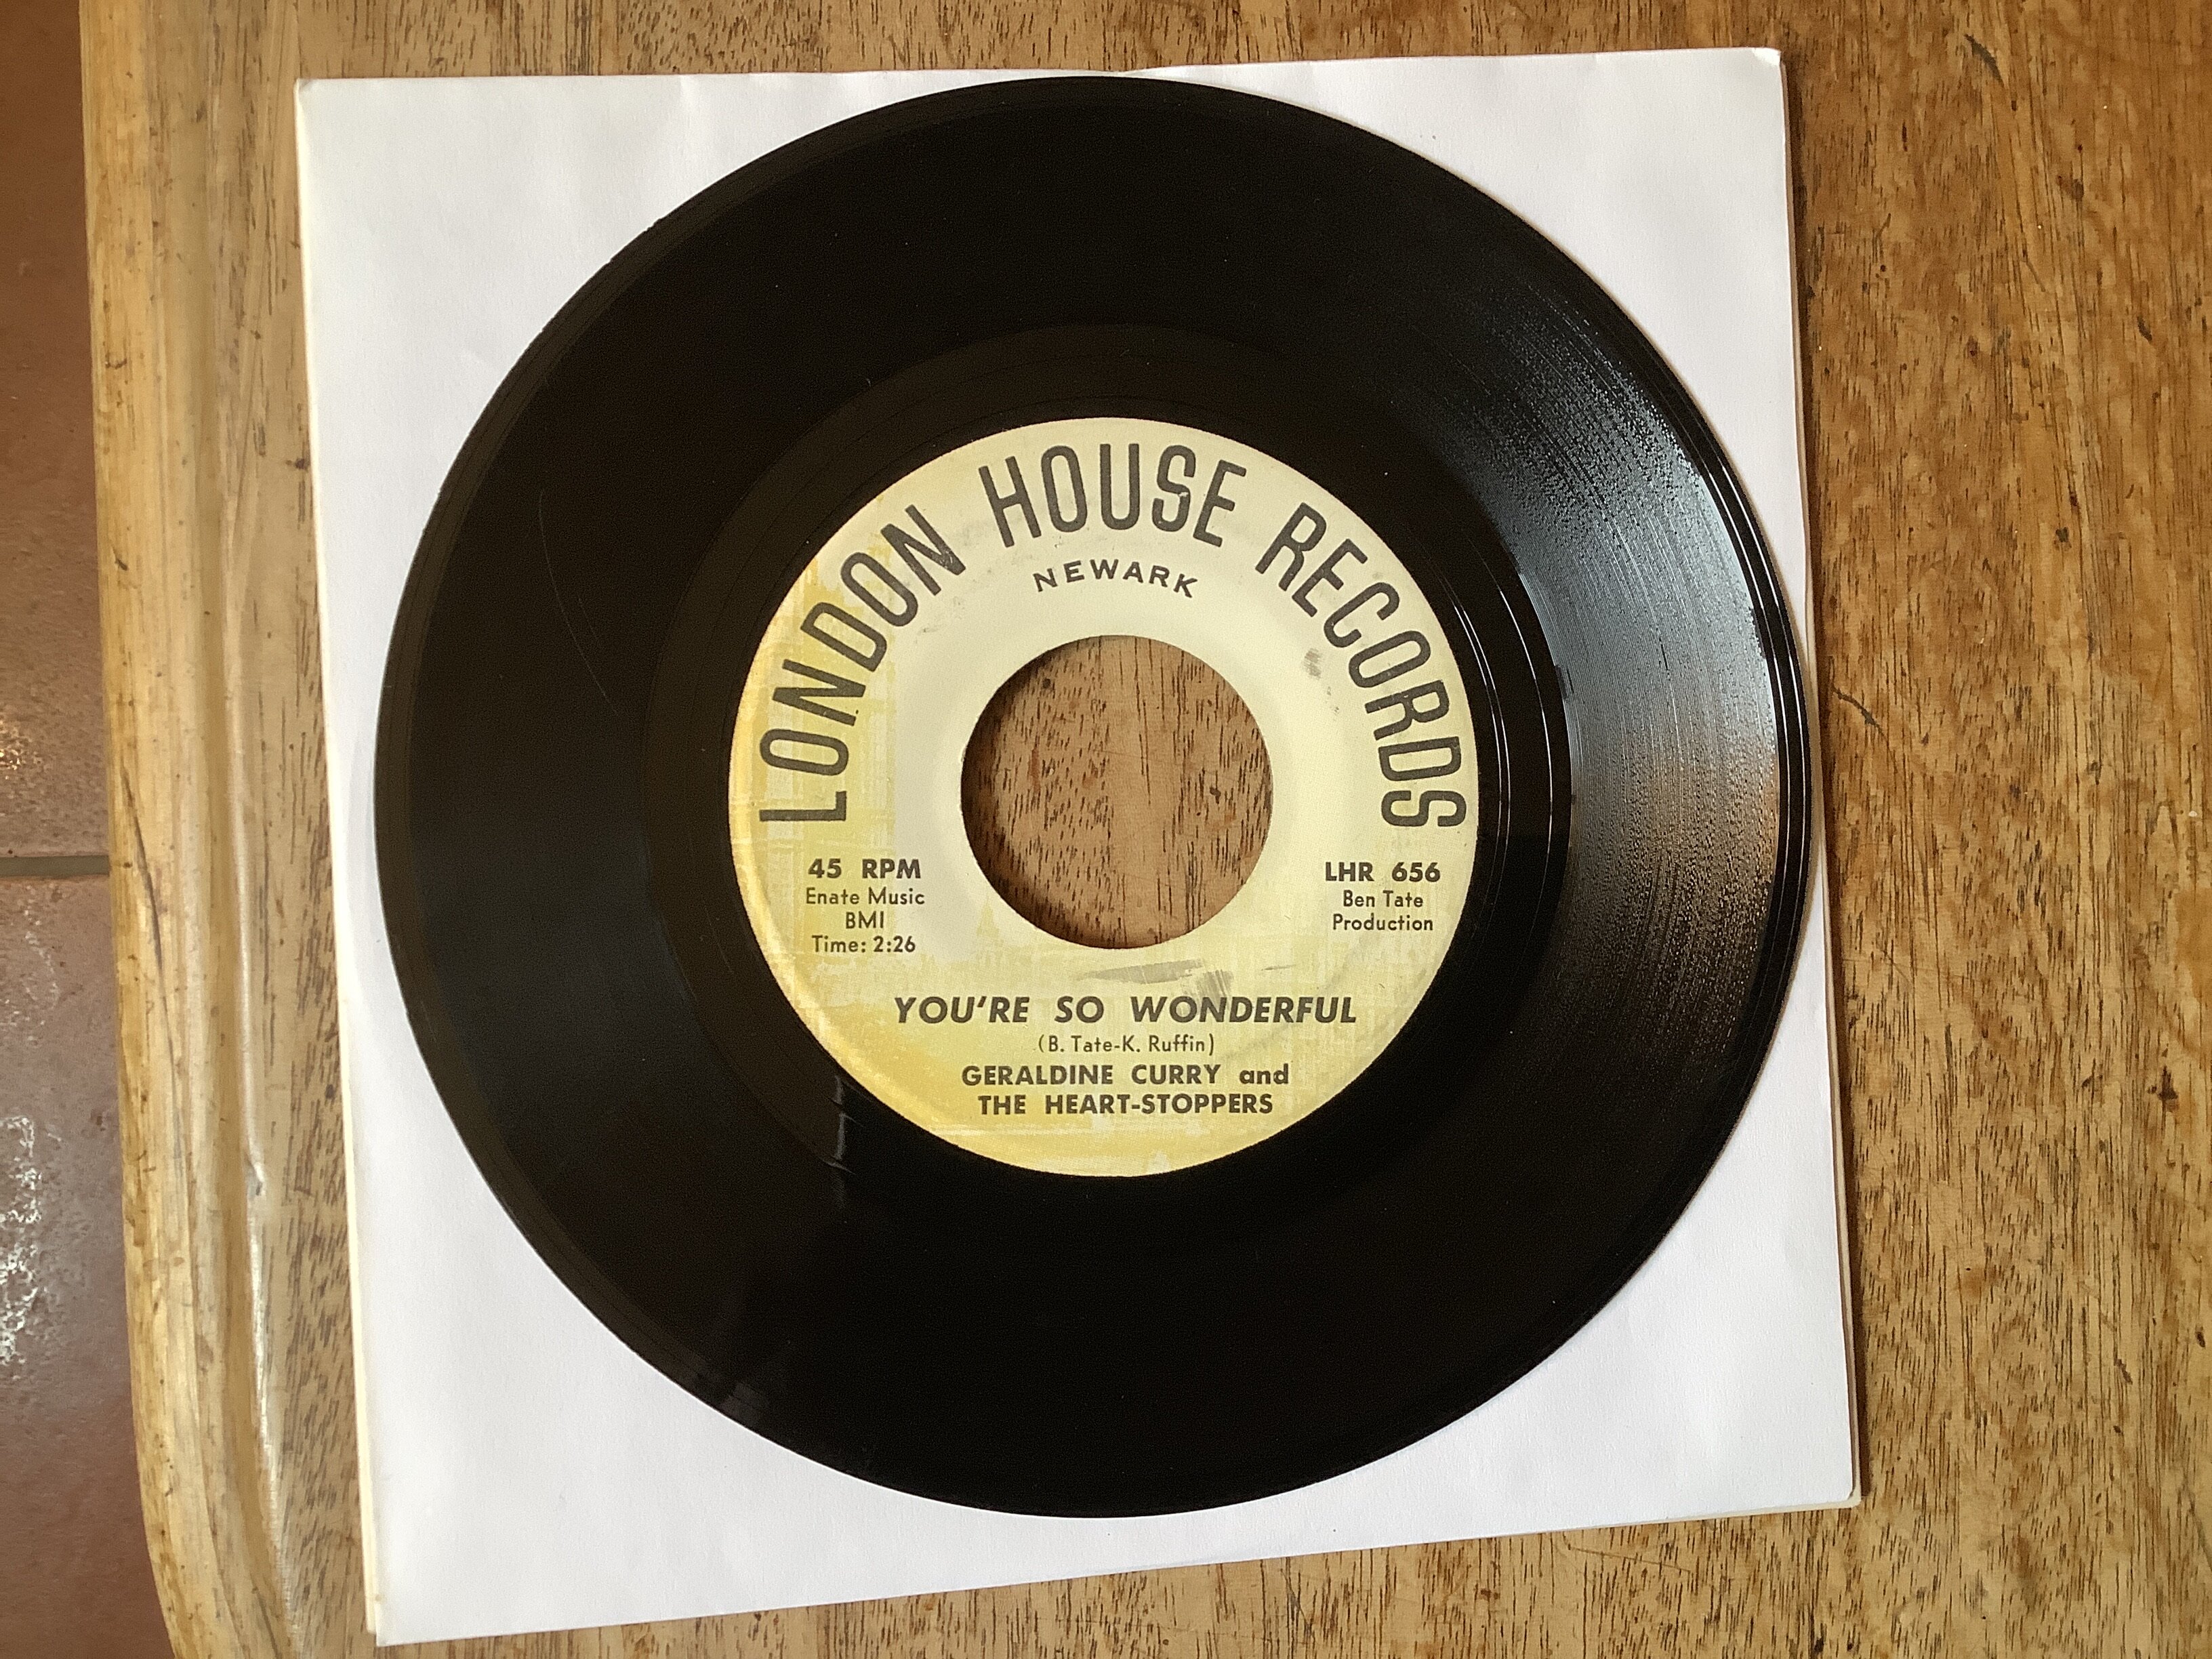 LONDON HOUSE RECORDS
NEWARK
45 RPM
Enate Music
BMI
Time: 2:26
LHR 656
Ben Tate
Production
YOU'RE SO WONDERFUL
(B. Tate-K. Ruffin)
GERALDINE CURRY and
THE HEART-STOPPERS